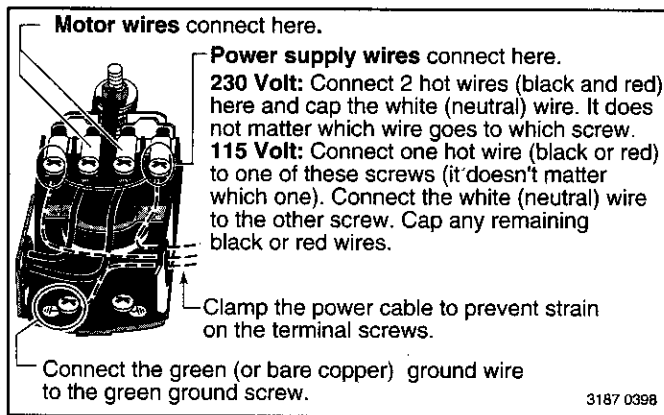 Motor wires connect here.
Power supply wires connect here.
230 Volt: Connect 2 hot wires (black and red)
here and cap the white (neutral) wire. It does
not matter which wire goes to which screw.
115 Volt: Connect one hot wire (black or red)
to one of these screws (it doesn't matter
which one). Connect the white (neutral) wire
to the other screw. Cap any remaining
black or red wires.
Clamp the power cable to prevent strain
on the terminal screws.
Connect the green (or bare copper) ground wire
to the green ground screw.
3187 0398